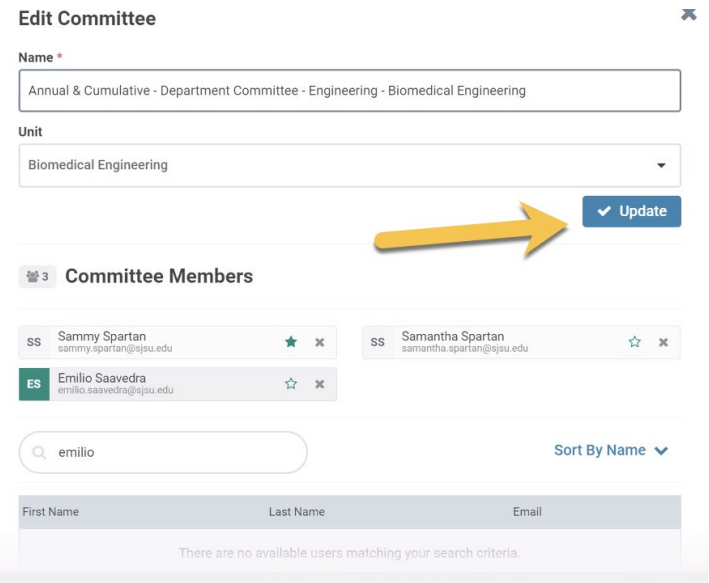 Edit Committee
Name *
Annual & Cumulative - Department Committee - Engineering - Biomedical Engineering
Unit
Biomedical Engineering
Update
3 Committee Members
SS Sammy Spartan
sammy.spartan@sjsu.edu
SS Samantha Spartan
samantha.spartan@sjsu.edu
ES Emilio Saavedra
emilio.saavedra@sjsu.edu
emilio
Sort By Name
First Name Last Name Email
There are no available users matching your search criteria.